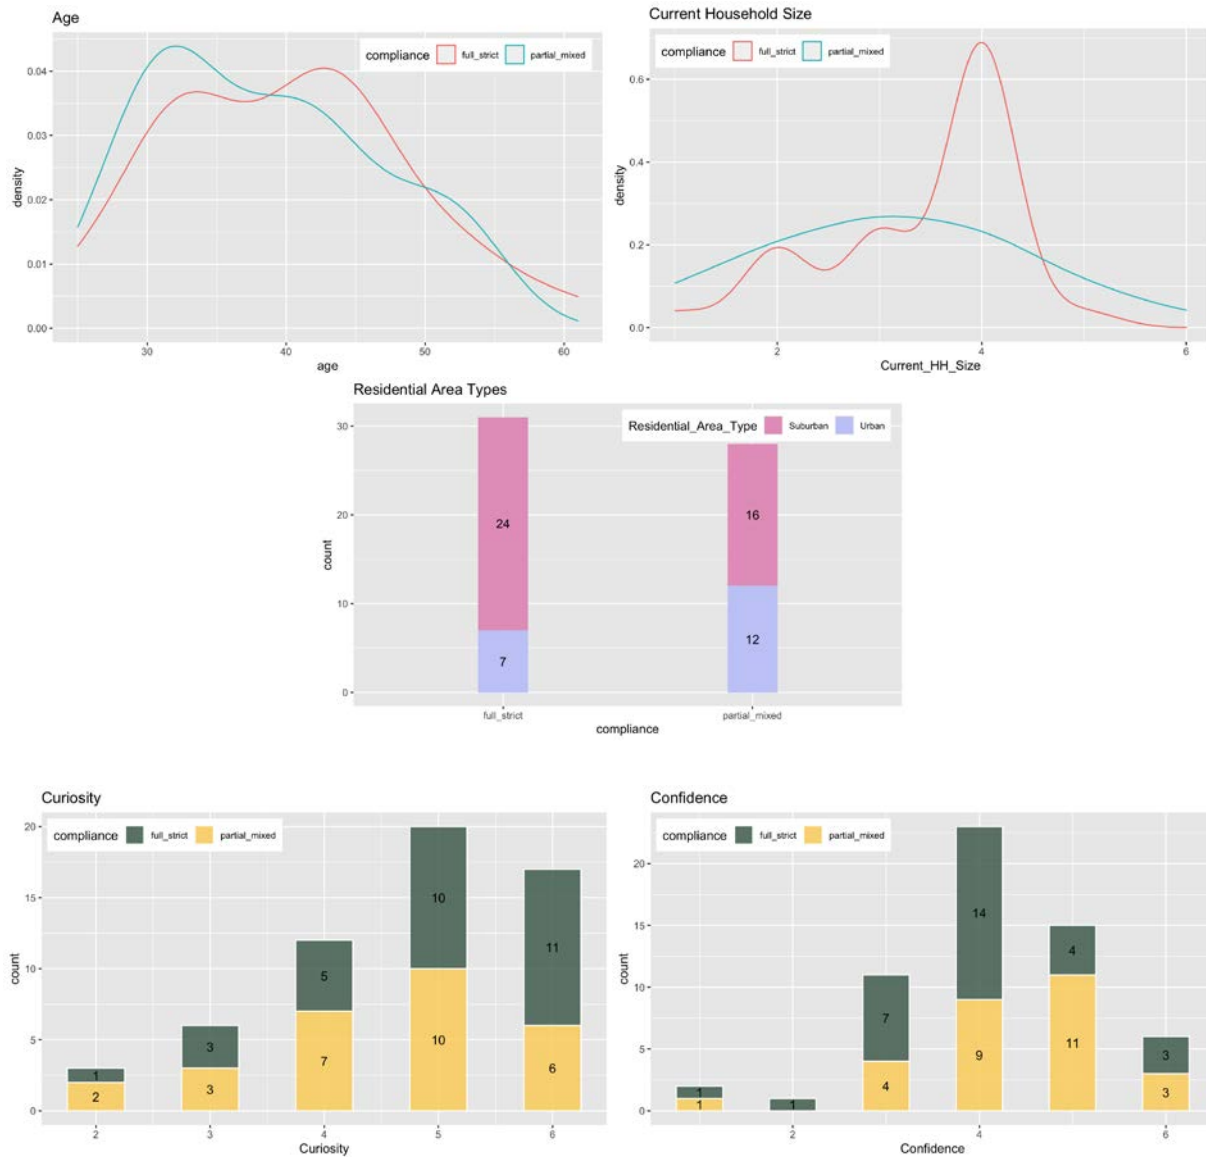 Age
compliance full_strict partial_mixed
0.04
0.03
0.02
0.01
0.00
density
30 40 50 60
age
Current Household Size
compliance full_strict partial_mixed
0.6
0.4
0.2
0.0
density
2 4 6
Current_HH_Size
Residential Area Types
Residential_Area_Type Suburban Urban
30
20
10
0
count
24
16
7
12
full_strict partial_mixed
compliance
Curiosity
compliance full_strict partial_mixed
20
15
10
5
0
count
1
2
3
3
5
7
10
10
11
6
2 3 4 5 6
Curiosity
Confidence
compliance full_strict partial_mixed
20
15
10
5
0
count
1
1
1
7
4
14
9
4
11
3
3
2 4 6
Confidence